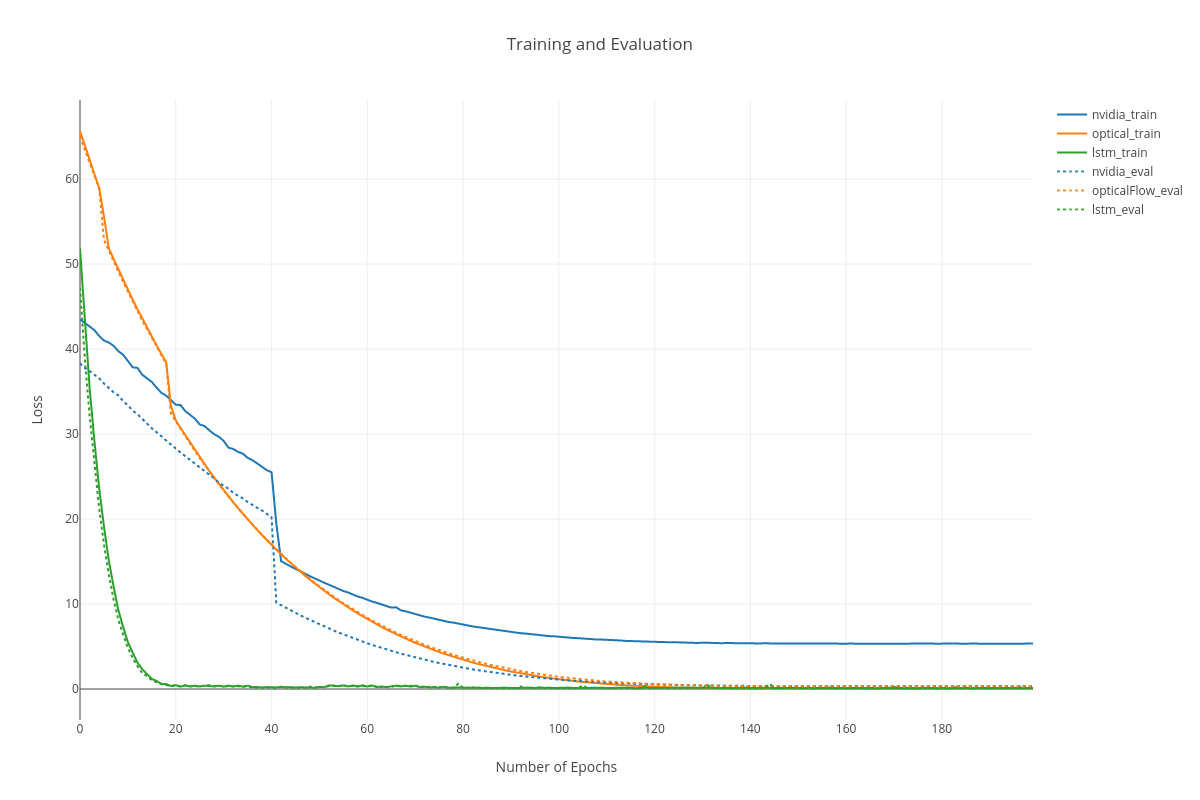 Training and Evaluation
nvidia_train
optical_train
lstm_train
nvidia_eval
opticalFlow_eval
lstm_eval
60
50
40
30
20
10
0
Loss
0 20 40 60 80 100 120 140 160 180
Number of Epochs